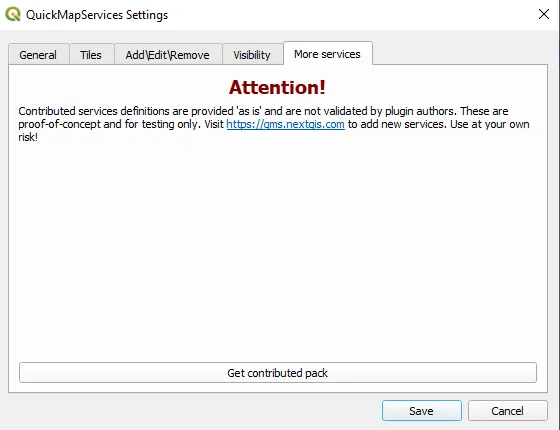 QuickMapServices Settings
General Tiles Add\Edit\Remove Visibility More services
Attention!
Contributed services definitions are provided 'as is' and are not validated by plugin authors. These are
proof-of-concept and for testing only. Visit https://qms.nextgis.com to add new services. Use at your own
risk!
Get contributed pack
Save Cancel